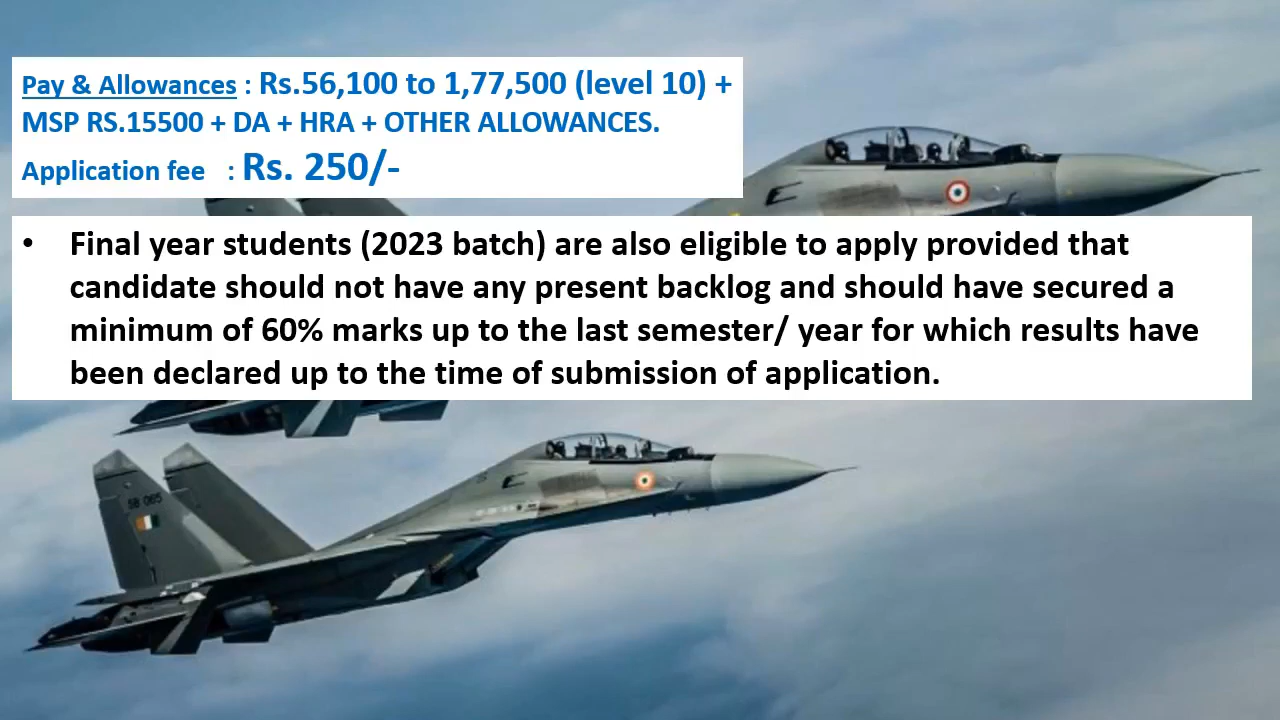 Pay & Allowances : Rs.56,100 to 1,77,500 (level 10) +
MSP RS.15500 + DA + HRA + OTHER ALLOWANCES.
Application fee : Rs. 250/-
• Final year students (2023 batch) are also eligible to apply provided that
candidate should not have any present backlog and should have secured a
minimum of 60% marks up to the last semester/ year for which results have
been declared up to the time of submission of application.
SB 065